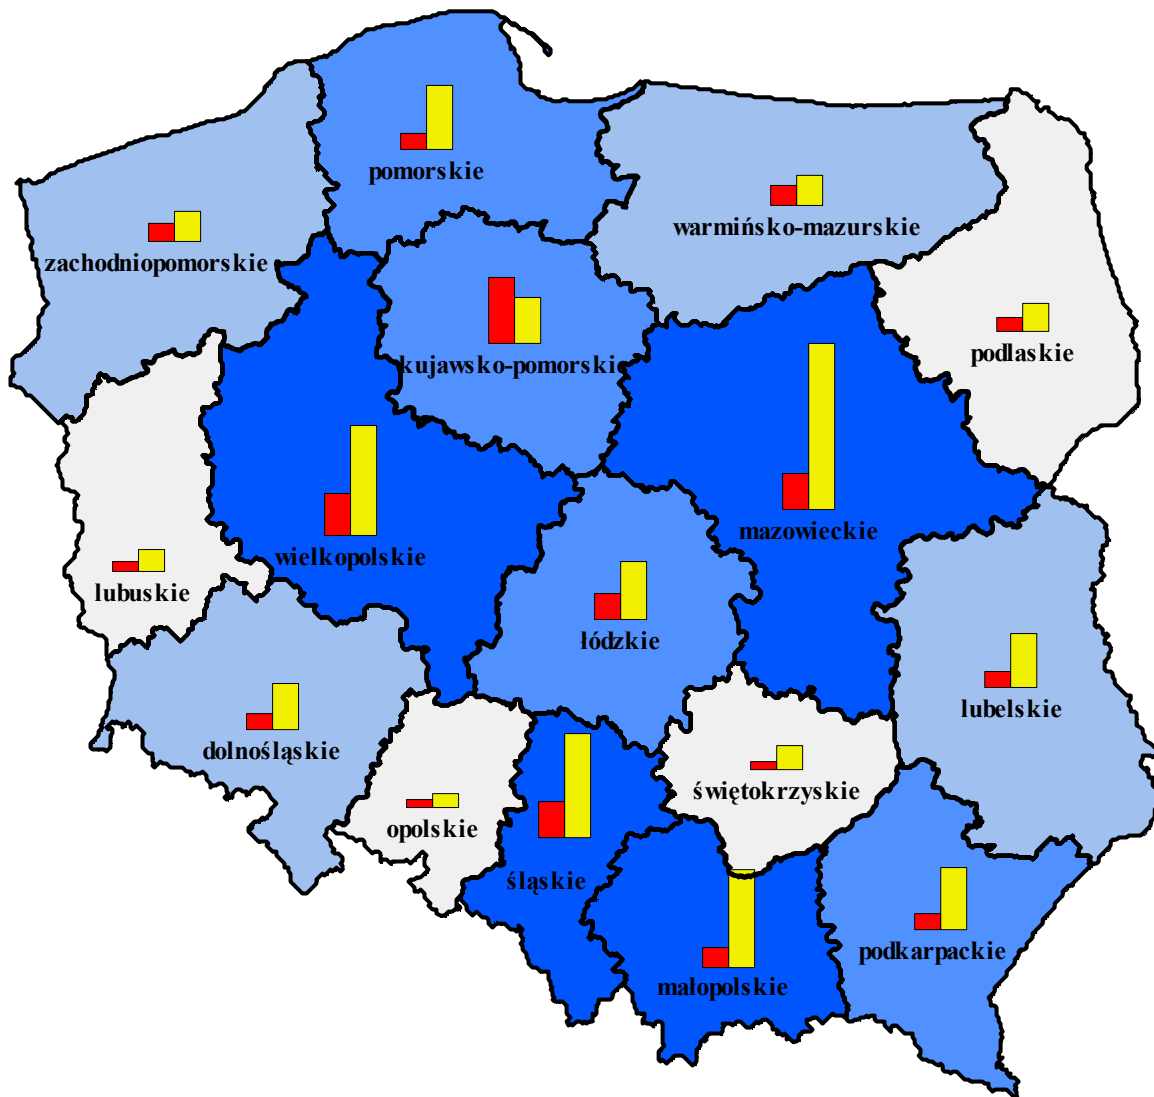 pomorskie
warmińsko-mazurskie
zachodniopomorskie
podlaskie
kujawsko-pomorskie
mazowieckie
wielkopolskie
lubuskie
łódzkie
lubelskie
dolnośląskie
świętokrzyskie
opolskie
śląskie
podkarpackie
małopolskie